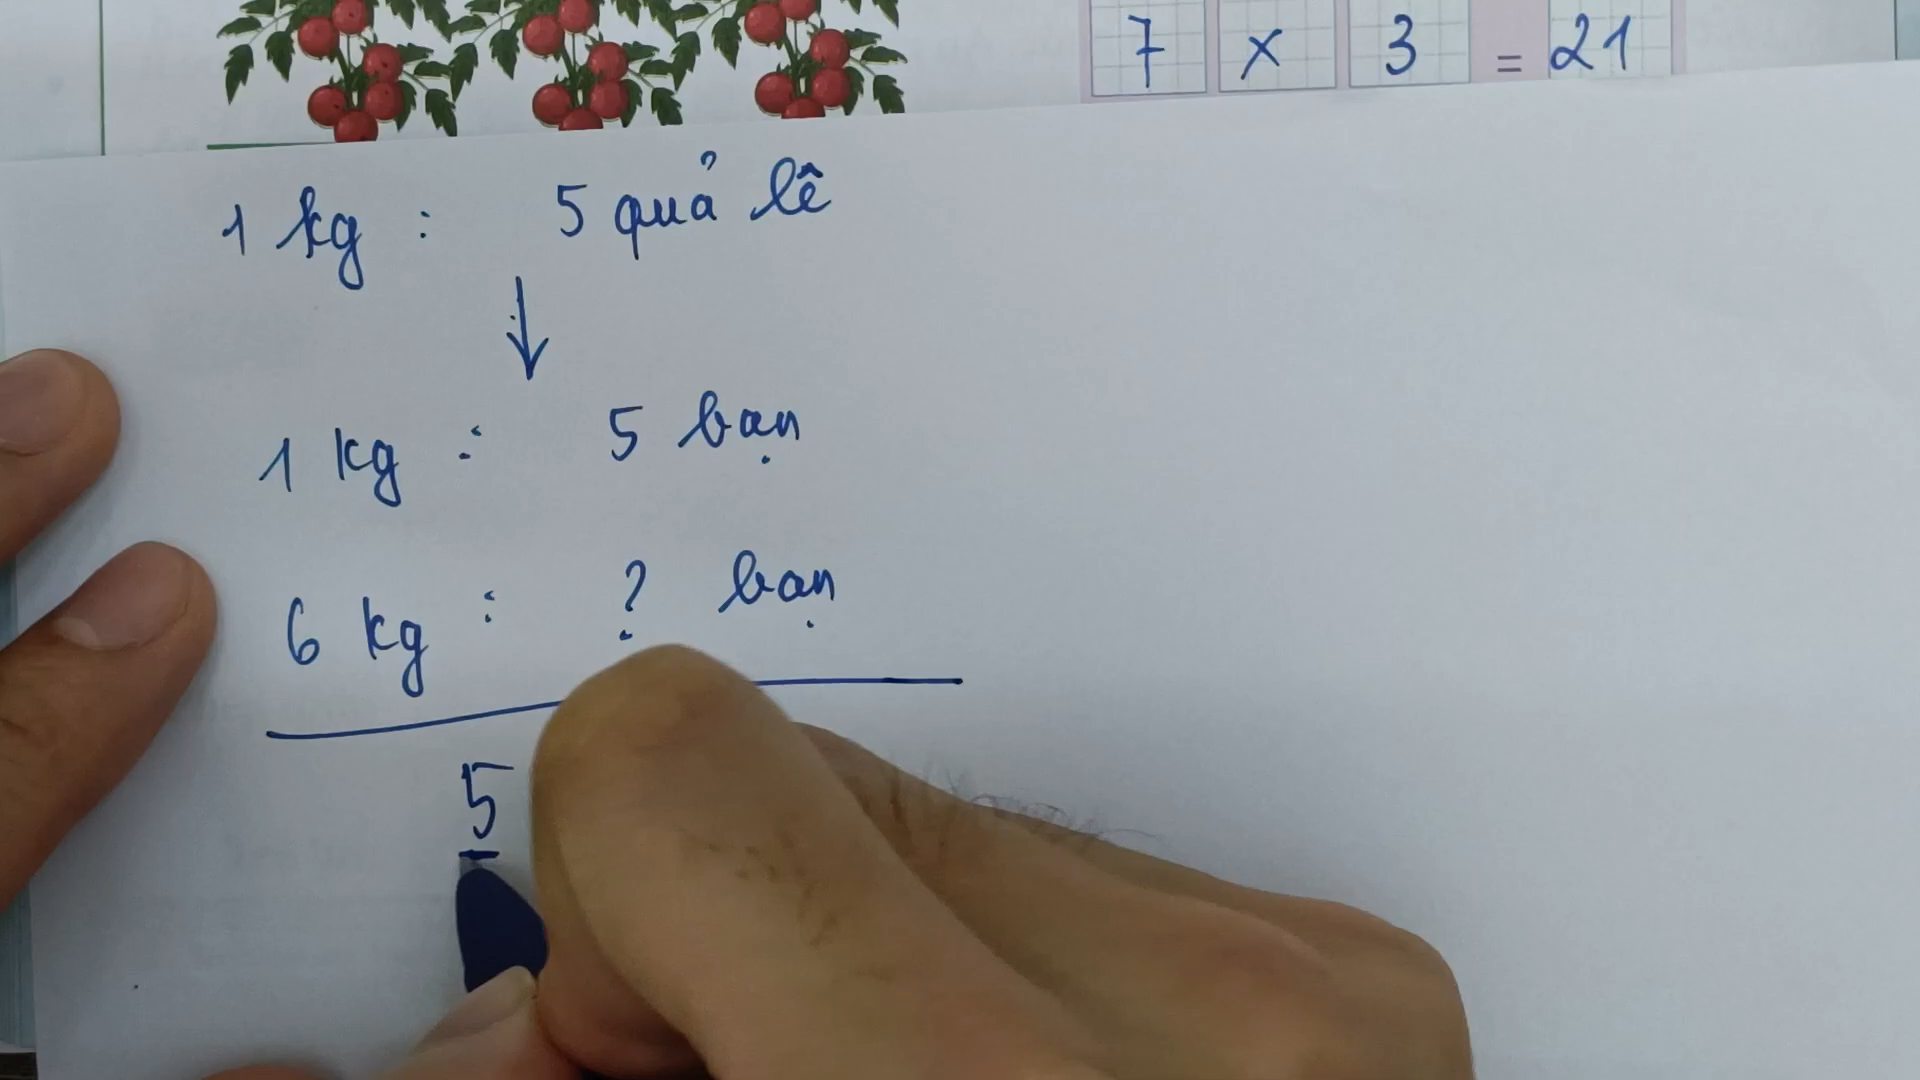 7 x 3 = 21
1 kg : 5 quả lê
1 kg : 5 bạn
6 kg : ? bạn
5